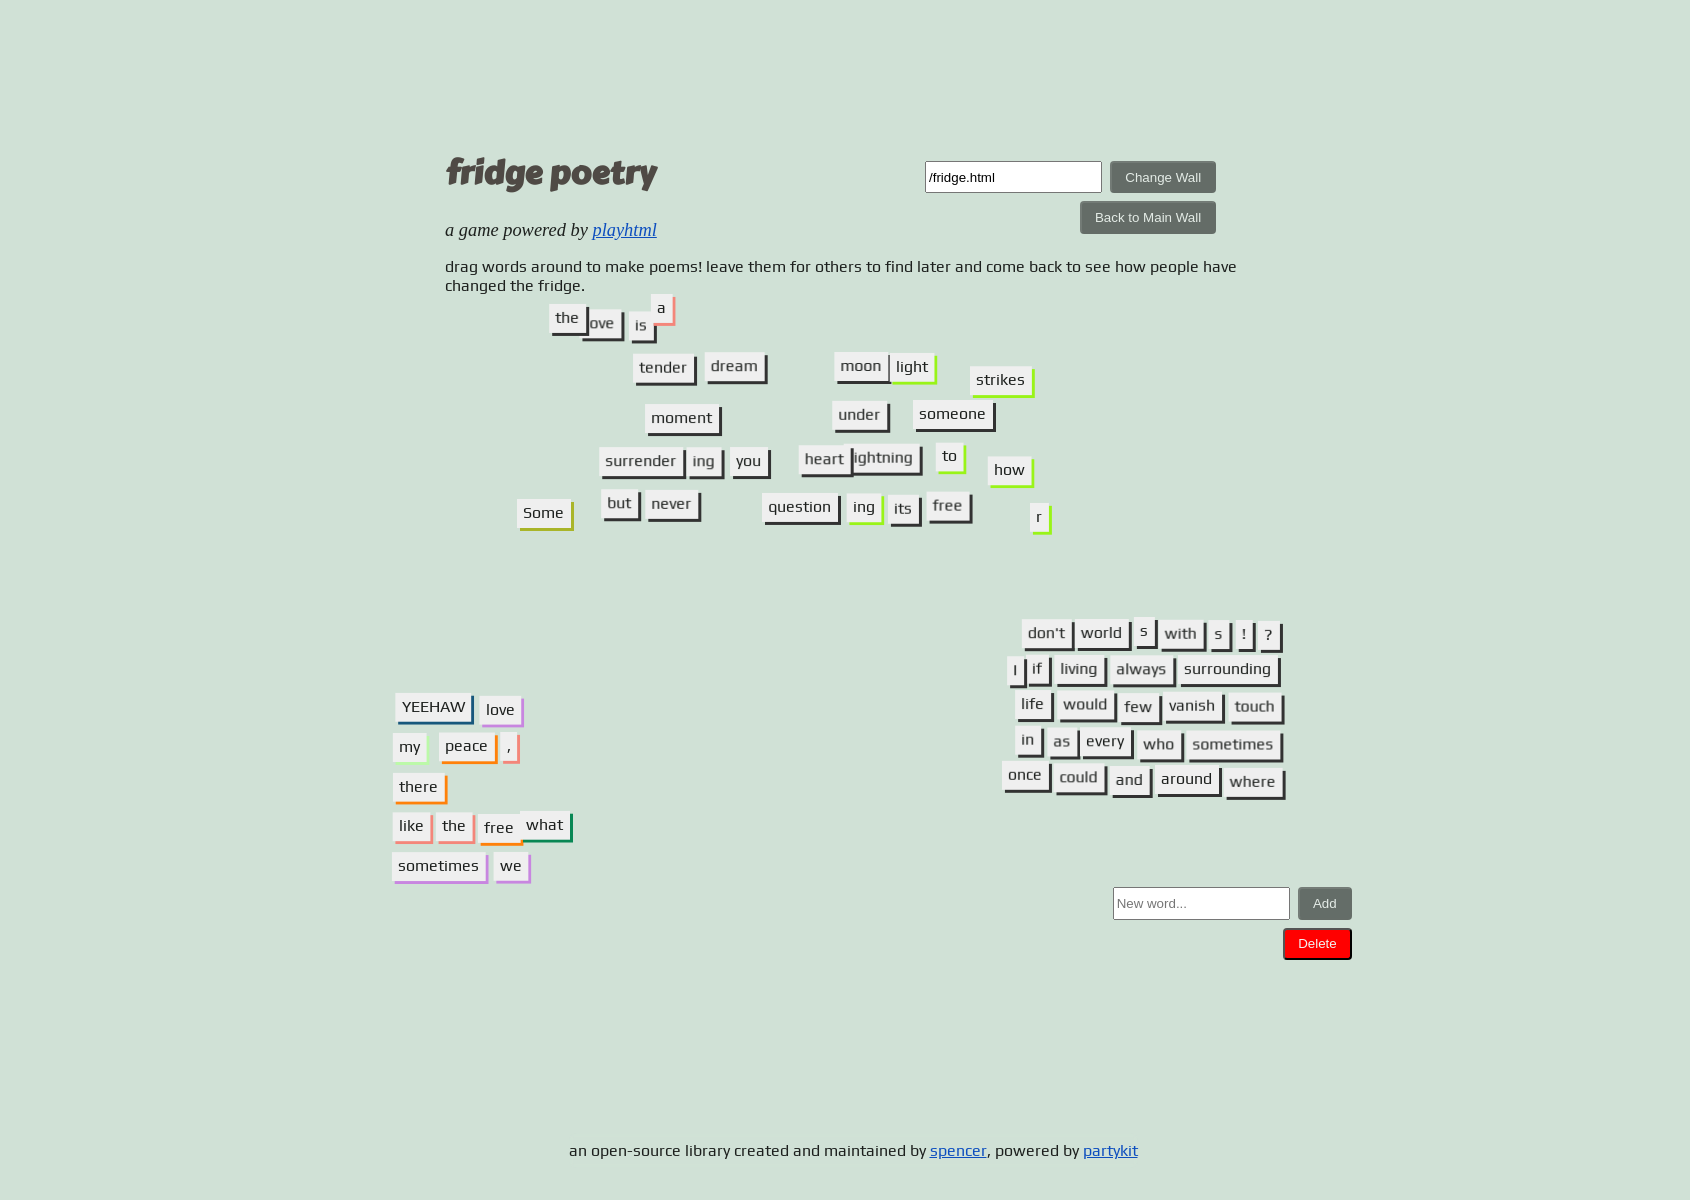 fridge poetry
/fridge.html
Change Wall
Back to Main Wall
a game powered by playhtml
drag words around to make poems! leave them for others to find later and come back to see how people have
changed the fridge.
the ove is a
tender dream moon light strikes
moment under someone
surrender ing you heart ightning to how
Some but never question ing its free r
don't world s with s ! ?
I if living always surrounding
life would few vanish touch
in as every who sometimes
once could and around where
YEEHAW love
my peace ,
there
like the free what
sometimes we
New word...
Add
Delete
an open-source library created and maintained by spencer, powered by partykit